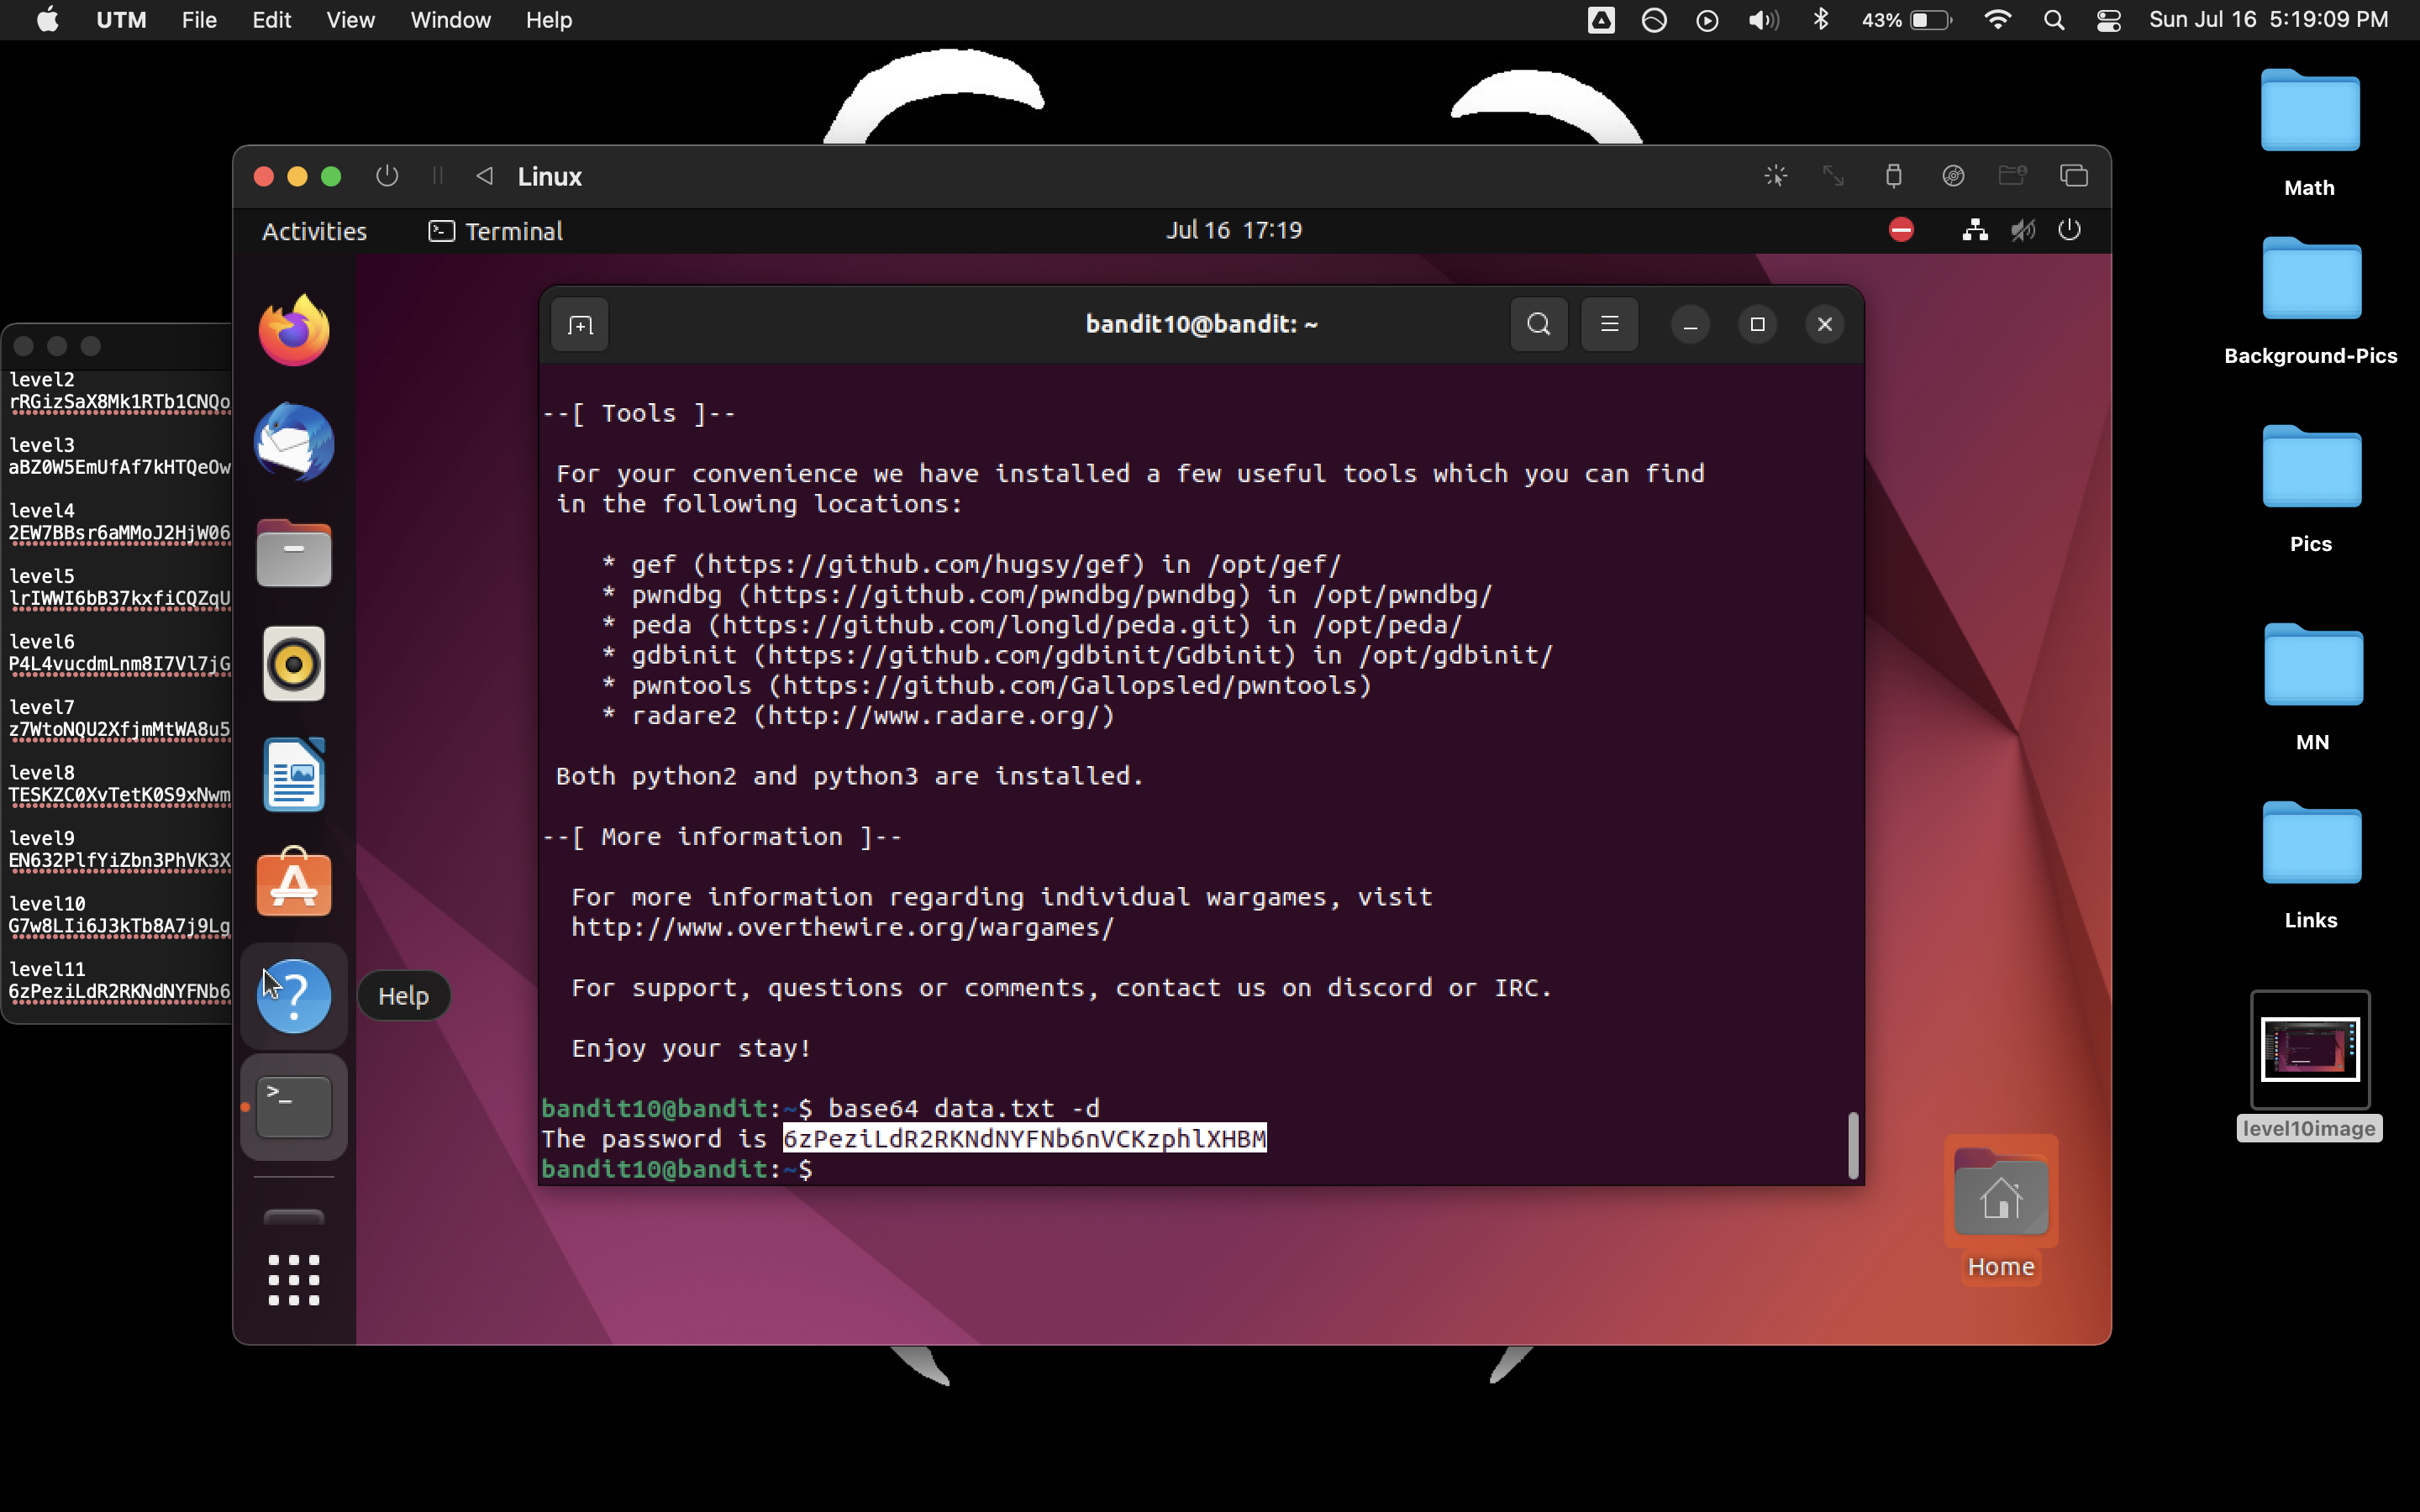 UTM File Edit View Window Help
43% Sun Jul 16 5:19:09 PM
Math
Background-Pics
Pics
MN
Links
level10image
level2
rRGizSaX8Mk1RTb1CNQo
level3
aBZ0W5EmUfAf7kHTQeOw
level4
2EW7BBsr6aMMoJ2HjW06
level5
lrIWWI6bB37kxfiCQZqU
level6
P4L4vucdmLnm8I7Vl7jG
level7
z7WtoNQU2XfjmMtWA8u5
level8
TESKZC0XvTetK0S9xNwm
level9
EN632PlfYiZbn3PhVK3X
level10
G7w8LIi6J3kTb8A7j9Lg
level11
6zPeziLdR2RKNdNYFNb6
Linux
Activities Terminal Jul 16 17:19
Help
Home
bandit10@bandit: ~
--[ Tools ]--
For your convenience we have installed a few useful tools which you can find
in the following locations:
* gef (https://github.com/hugsy/gef) in /opt/gef/
* pwndbg (https://github.com/pwndbg/pwndbg) in /opt/pwndbg/
* peda (https://github.com/longld/peda.git) in /opt/peda/
* gdbinit (https://github.com/gdbinit/Gdbinit) in /opt/gdbinit/
* pwntools (https://github.com/Gallopsled/pwntools)
* radare2 (http://www.radare.org/)
Both python2 and python3 are installed.
--[ More information ]--
For more information regarding individual wargames, visit
http://www.overthewire.org/wargames/
For support, questions or comments, contact us on discord or IRC.
Enjoy your stay!
bandit10@bandit:~$ base64 data.txt -d
The password is 6zPeziLdR2RKNdNYFNb6nVCKzphlXHBM
bandit10@bandit:~$